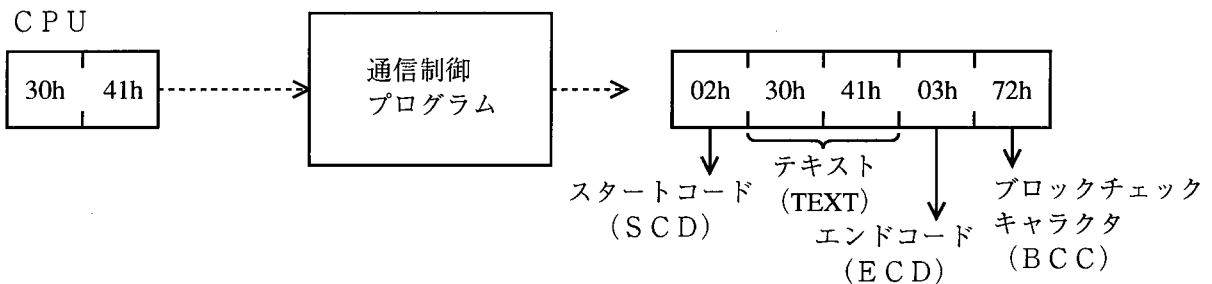 ＣＰＵ
30h 41h
通信制御
プログラム
02h 30h 41h 03h 72h
スタートコード
(ＳＣＤ)
テキスト
(TEXT)
エンドコード
(ＥＣＤ)
ブロックチェック
キャラクタ
(ＢＣＣ)